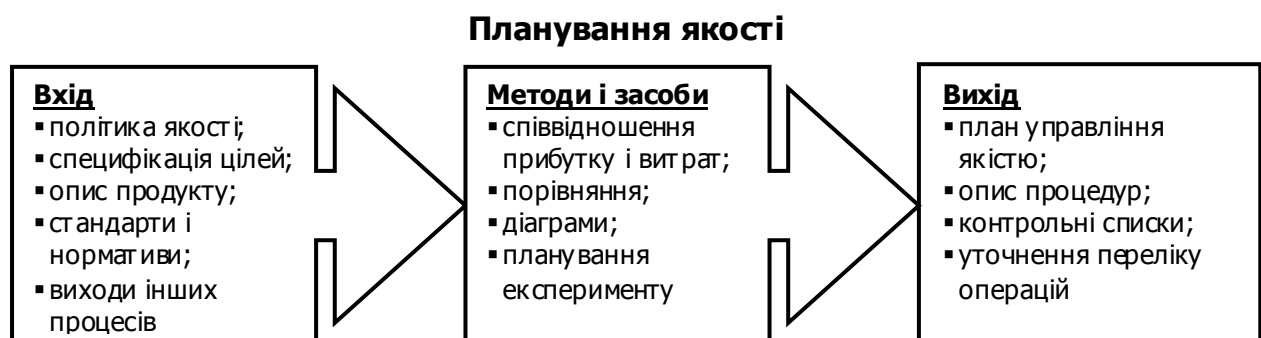 Планування якості
Вхід
▪ політика якості;
▪ специфікація цілей;
▪ опис продукту;
▪ стандарти і
нормативи;
▪ виходи інших
процесів
Методи і засоби
▪ співвідношення
прибутку і витрат;
▪ порівняння;
▪ діаграми;
▪ планування
експерименту
Вихід
▪ план управління
якістю;
▪ опис процедур;
▪ контрольні списки;
▪ уточнення переліку
операцій